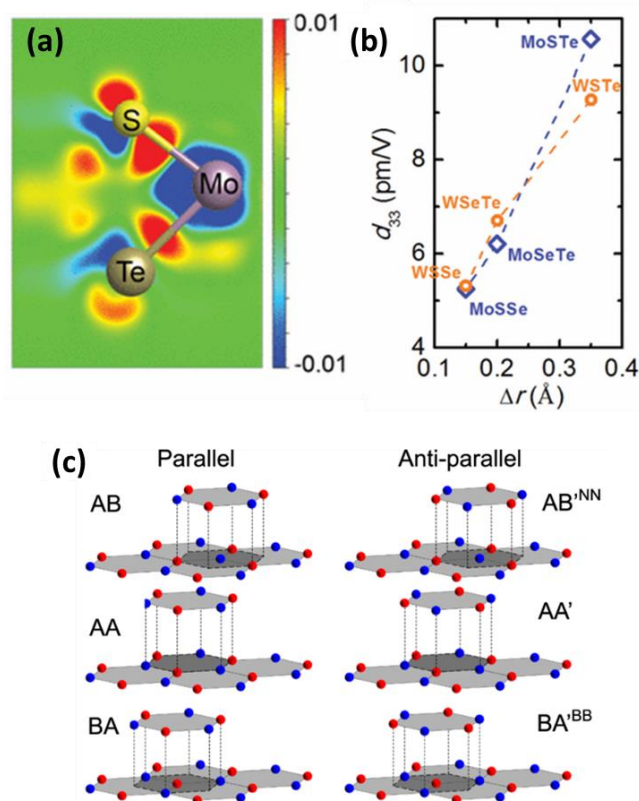 (a)
S
Mo
Te
0.01
-0.01
(b)
d33 (pm/V)
10
8
6
4
MoSTe
WSTe
WSeTe
MoSeTe
WSSe
MoSSe
0.1 0.2 0.3 0.4
Δr(Å)
(c)
Parallel Anti-parallel
AB AB'NN
AA AA'
BA BA'BB